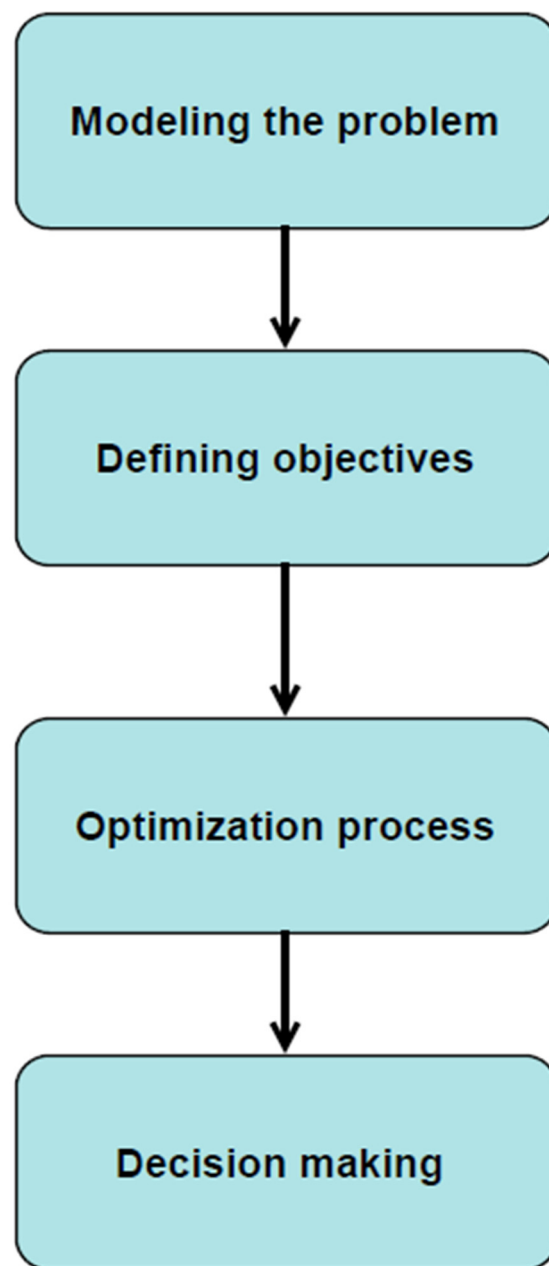 Modeling the problem
Defining objectives
Optimization process
Decision making